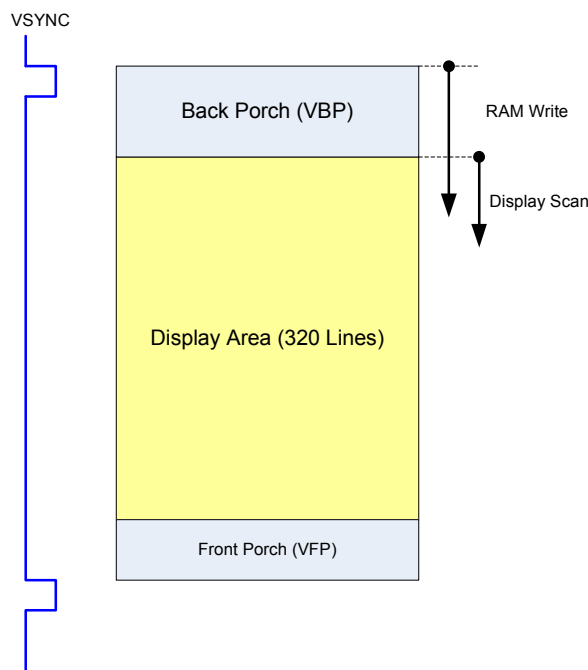 VSYNC
Back Porch (VBP)
RAM Write
Display Scan
Display Area (320 Lines)
Front Porch (VFP)